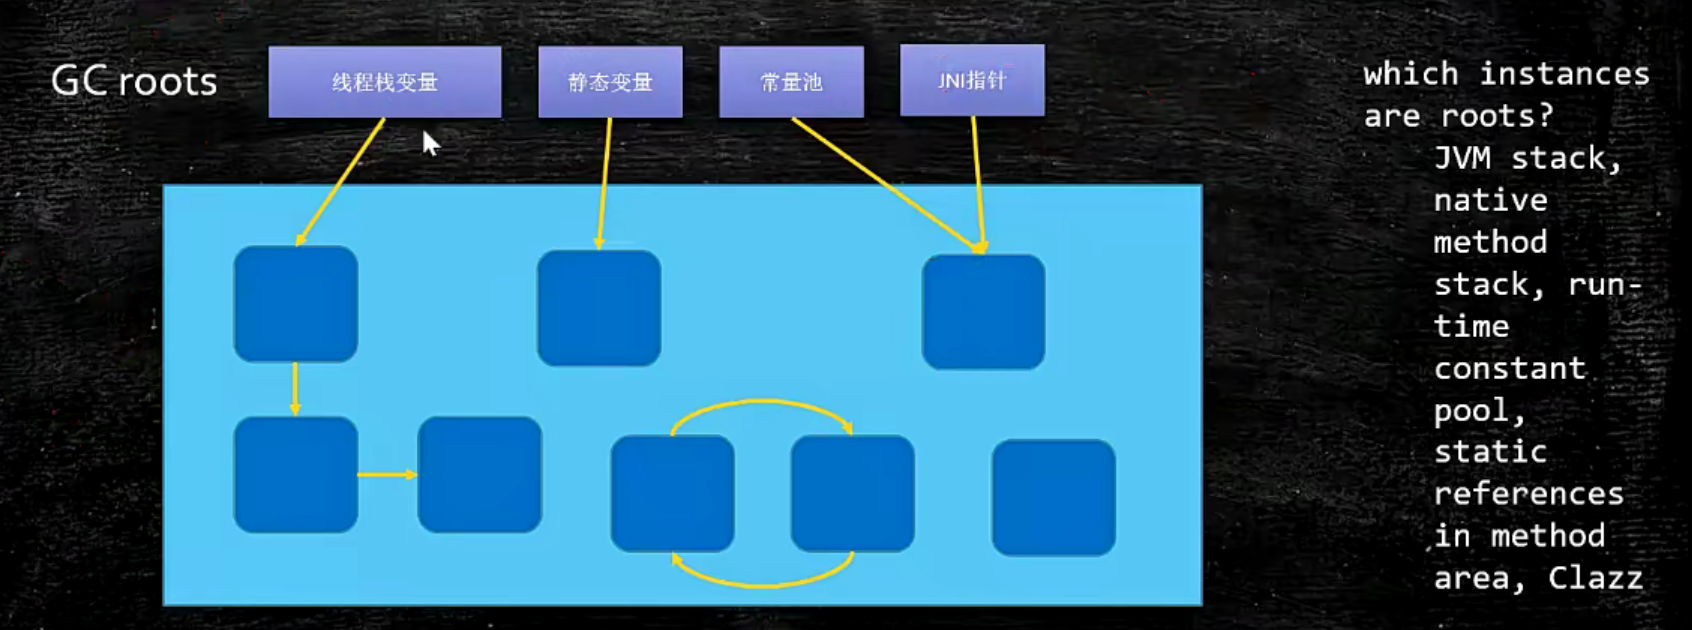 GC roots
线程栈变量
静态变量
常量池
JNI指针
which instances
are roots?
JVM stack,
native
method
stack, run-
time
constant
pool,
static
references
in method
area, Clazz